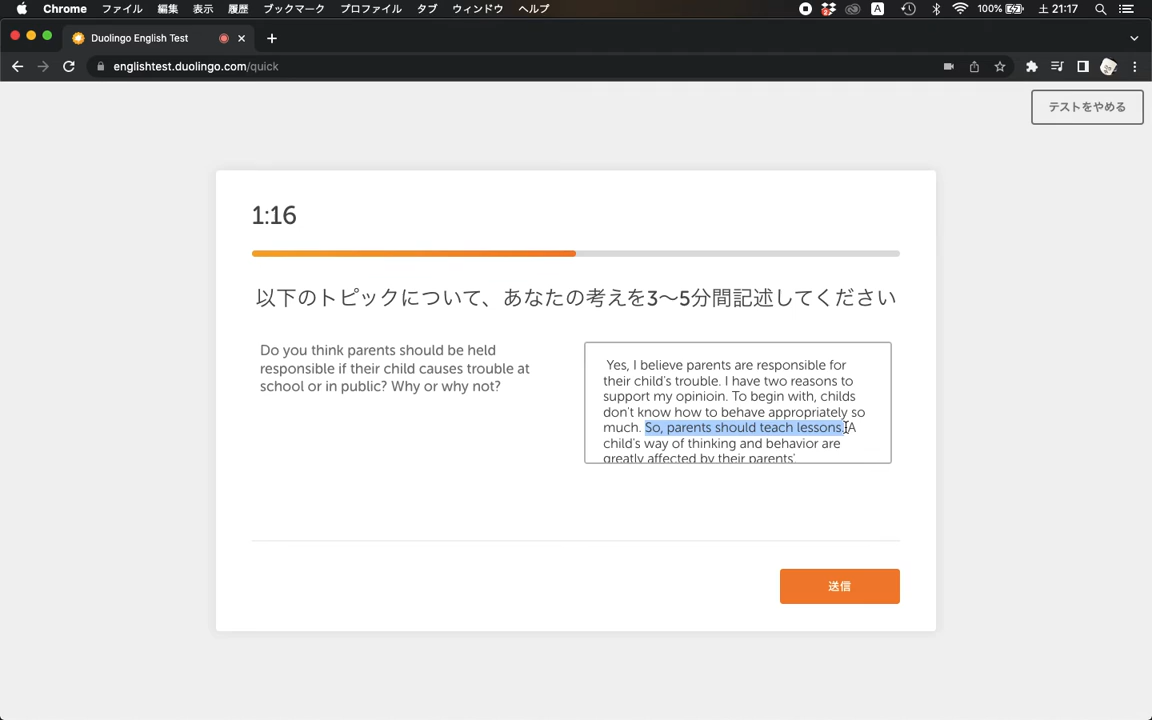 Chrome ファイル 編集 表示 履歴 ブックマーク プロファイル タブ ウィンドウ ヘルプ A 100% 土21:17
Duolingo English Test
englishtest.duolingo.com/quick
テストをやめる
1:16
以下のトピックについて、あなたの考えを3〜5分間記述してください
Do you think parents should be held
responsible if their child causes trouble at
school or in public? Why or why not?
Yes, I believe parents are responsible for
their child's trouble. I have two reasons to
support my opinioin. To begin with, childs
don't know how to behave appropriately so
much. So, parents should teach lessons. A
child's way of thinking and behavior are
greatly affected by their parents'.
送信